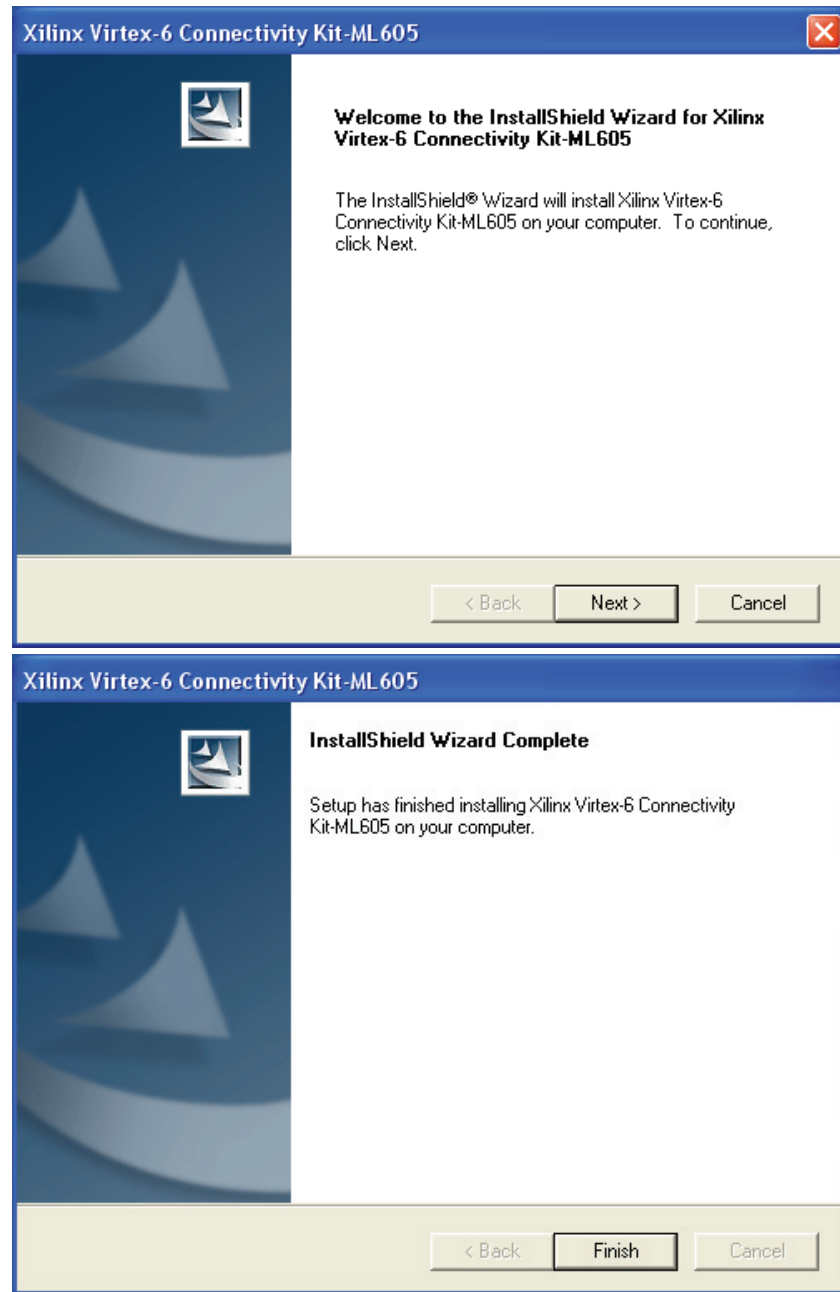 Xilinx Virtex-6 Connectivity Kit-ML605
Welcome to the InstallShield Wizard for Xilinx
Virtex-6 Connectivity Kit-ML605
The InstallShield® Wizard will install Xilinx Virtex-6
Connectivity Kit-ML605 on your computer. To continue,
click Next.
< Back
Next >
Cancel
Xilinx Virtex-6 Connectivity Kit-ML605
InstallShield Wizard Complete
Setup has finished installing Xilinx Virtex-6 Connectivity
Kit-ML605 on your computer.
< Back
Finish
Cancel